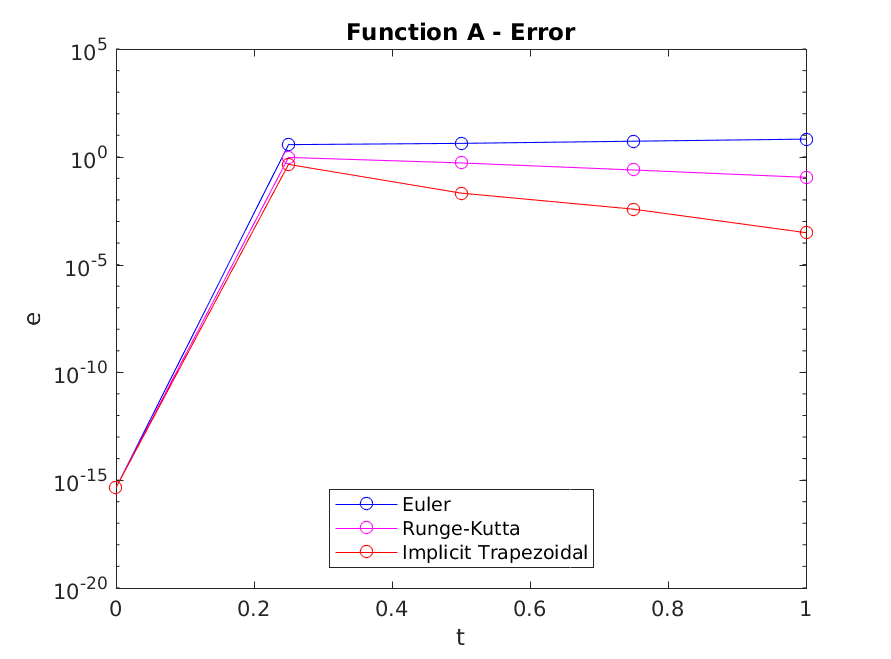 Function A - Error
10^5
10^0
10^-5
10^-10
10^-15
10^-20
e
0 0.2 0.4 0.6 0.8 1
t
Euler
Runge-Kutta
Implicit Trapezoidal